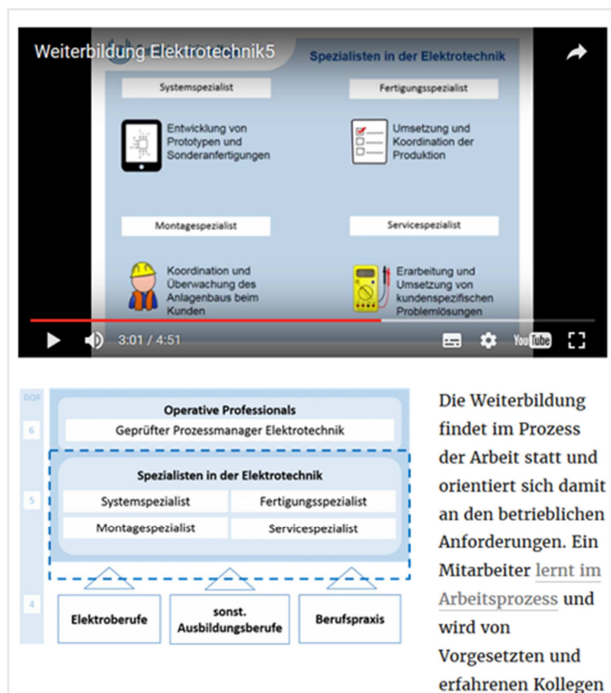 Weiterbildung Elektrotechnik5
Spezialisten in der Elektrotechnik
Systemspezialist
Fertigungsspezialist
Entwicklung von
Prototypen und
Sonderanfertigungen
Umsetzung und
Koordination der
Produktion
Montagespezialist
Servicespezialist
Koordination und
Überwachung des
Anlagenbaus beim
Kunden
Erarbeitung und
Umsetzung von
kundenspezifischen
Problemlösungen
3:01 / 4:51
YouTube
DQR
6
5
4
Operative Professionals
Geprüfter Prozessmanager Elektrotechnik
Spezialisten in der Elektrotechnik
Systemspezialist
Fertigungsspezialist
Montagespezialist
Servicespezialist
Elektroberufe
sonst.
Ausbildungsberufe
Berufspraxis
Die Weiterbildung
findet im Prozess
der Arbeit statt und
orientiert sich damit
an den betrieblichen
Anforderungen. Ein
Mitarbeiter lernt im
Arbeitsprozess und
wird von
Vorgesetzten und
erfahrenen Kollegen